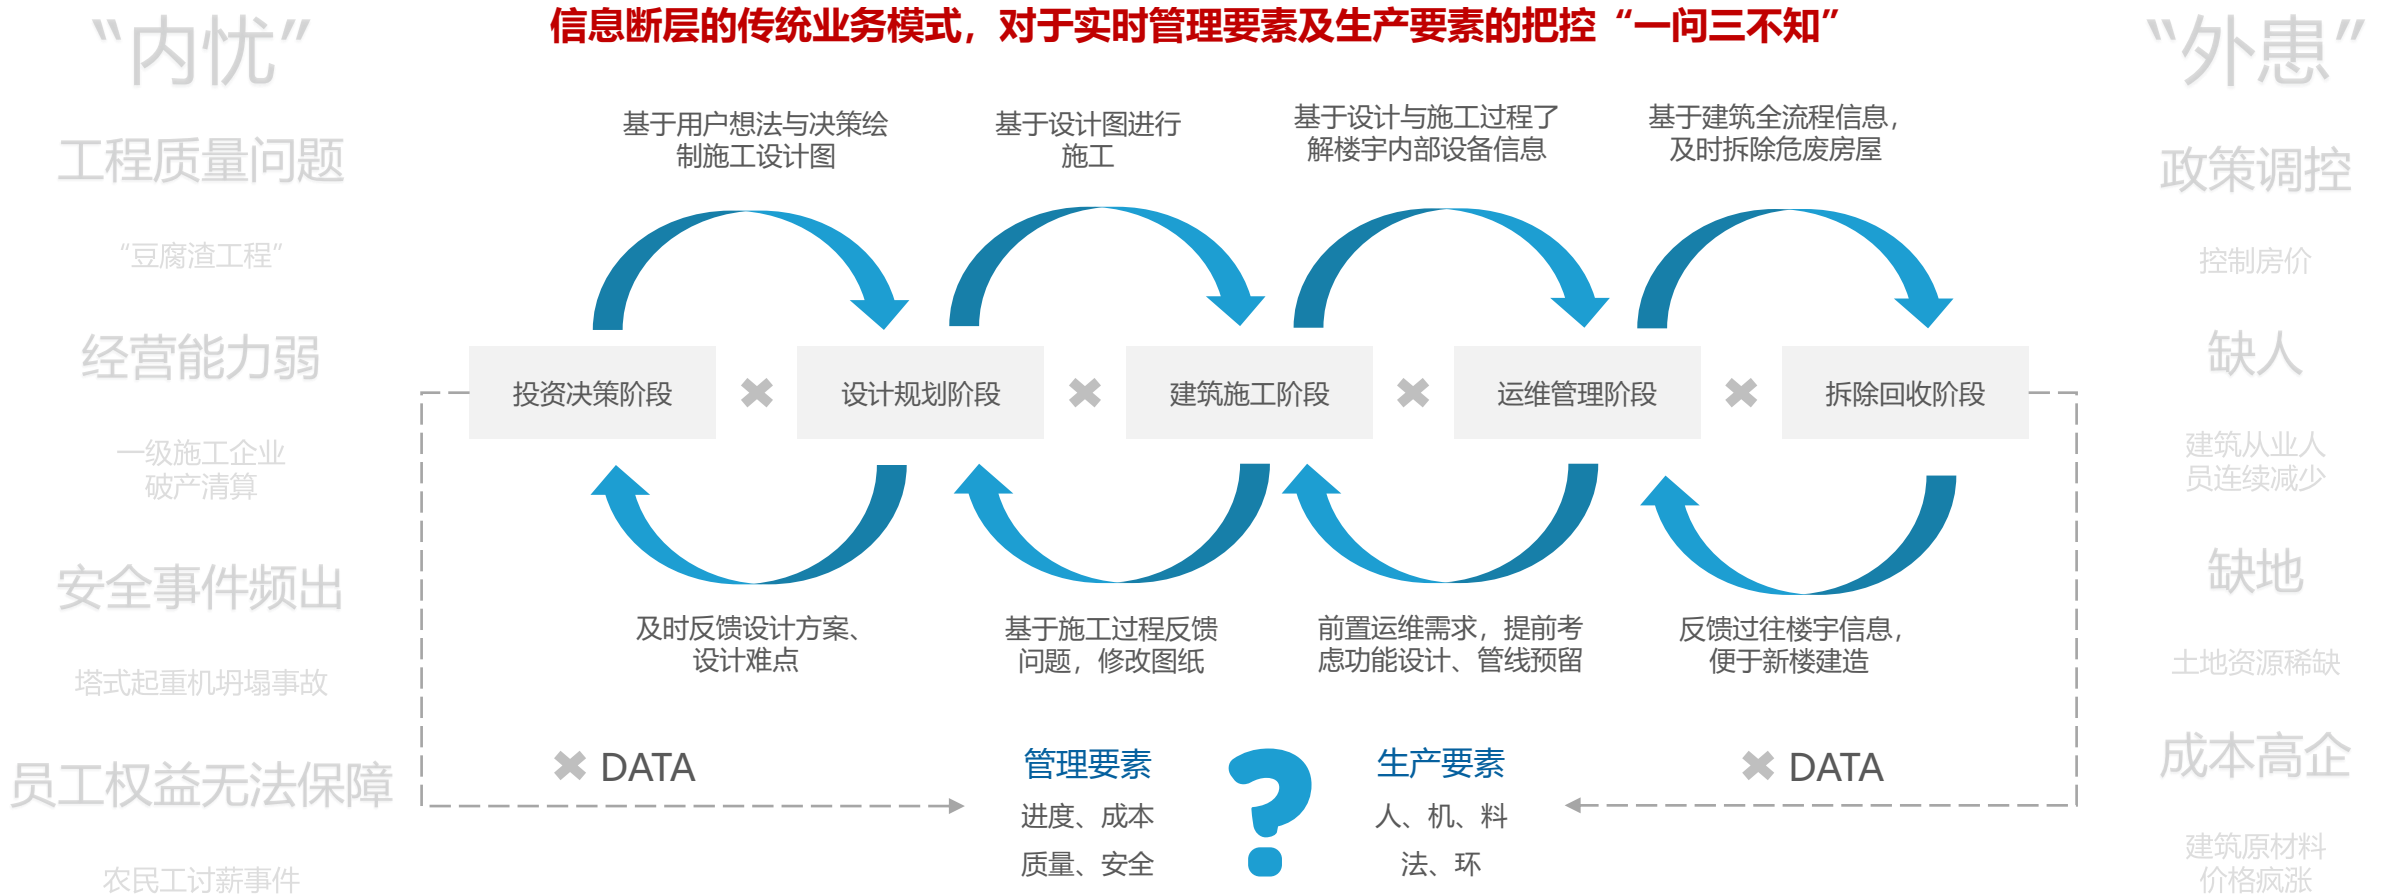 信息断层的传统业务模式，对于实时管理要素及生产要素的把控“一问三不知”
“内忧”
工程质量问题
“豆腐渣工程”
经营能力弱
一级施工企业
破产清算
安全事件频出
塔式起重机坍塌事故
员工权益无法保障
农民工讨薪事件
基于用户想法与决策绘
制施工设计图
基于设计图进行
施工
基于设计与施工过程了
解楼宇内部设备信息
基于建筑全流程信息，
及时拆除危废房屋
投资决策阶段
设计规划阶段
建筑施工阶段
运维管理阶段
拆除回收阶段
及时反馈设计方案、
设计难点
基于施工过程反馈
问题，修改图纸
前置运维需求，提前考
虑功能设计、管线预留
反馈过往楼宇信息，
便于新楼建造
DATA
管理要素
进度、成本
质量、安全
?
生产要素
人、机、料
法、环
DATA
“外患”
政策调控
控制房价
缺人
建筑从业人
员连续减少
缺地
土地资源稀缺
成本高企
建筑原材料
价格疯涨